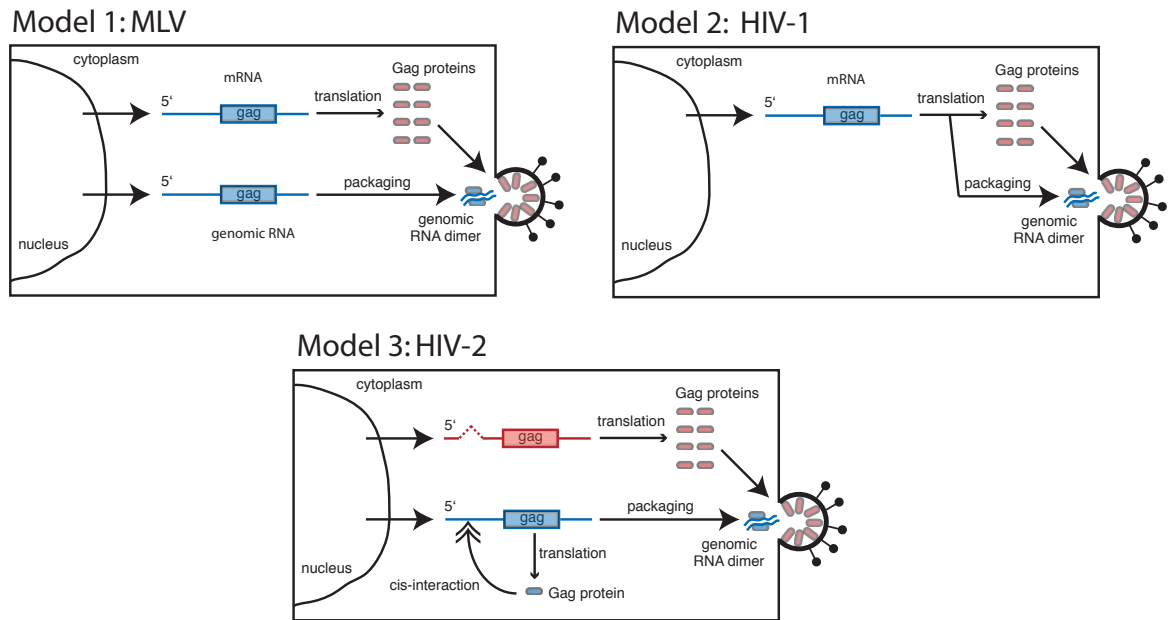 Model 1: MLV
cytoplasm
mRNA
Gag proteins
5‘
gag
translation
5‘
gag
packaging
genomic RNA
genomic
RNA dimer
nucleus
Model 2: HIV-1
cytoplasm
mRNA
Gag proteins
5‘
gag
translation
packaging
genomic
RNA dimer
nucleus
Model 3: HIV-2
cytoplasm
Gag proteins
5‘
gag
translation
5‘
gag
packaging
genomic
RNA dimer
translation
nucleus
cis-interaction
Gag protein